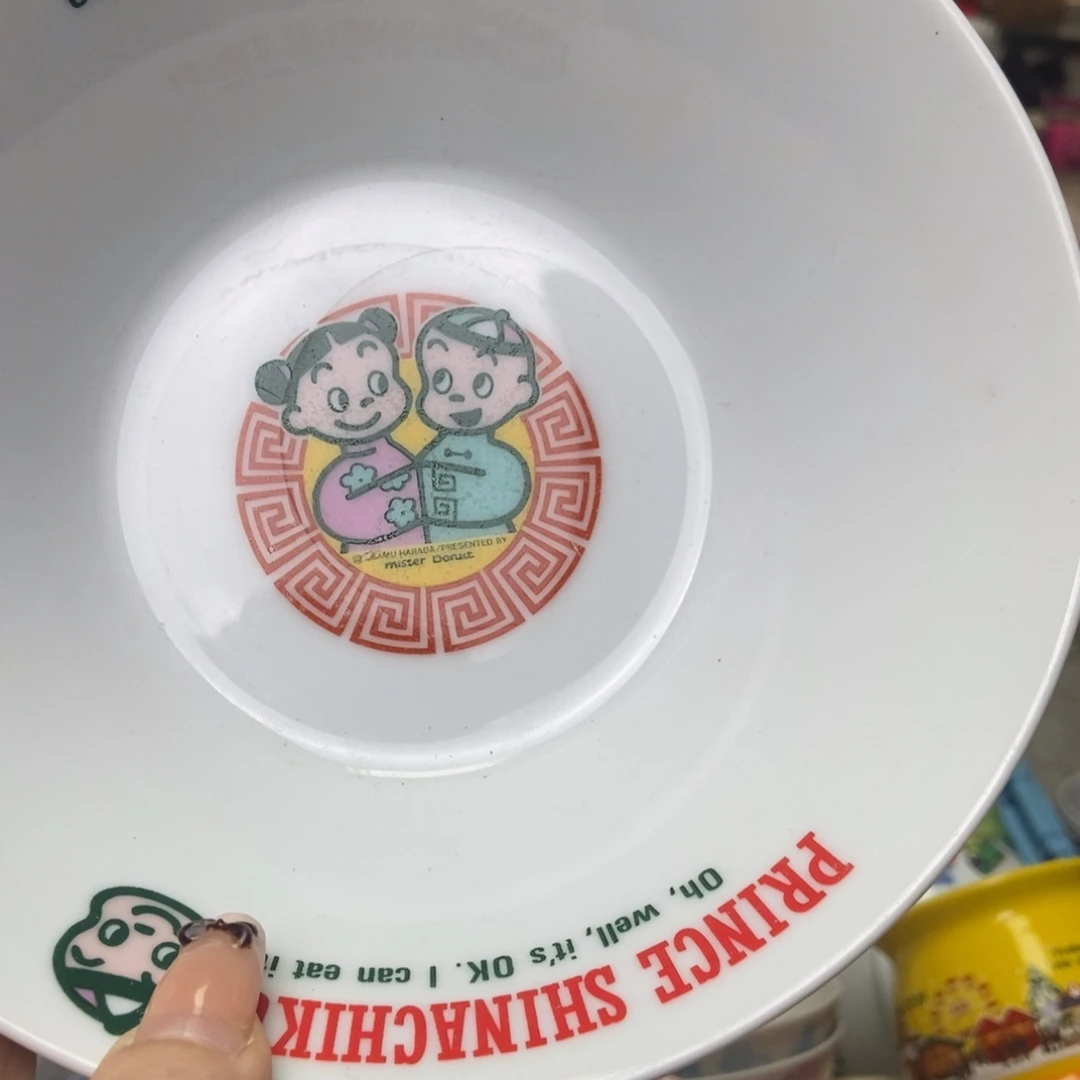 OSAMU HARADA/PRESENTED BY
mister Donut
PRINCE SHINACHIK
Oh, well, it's OK. I can eat i